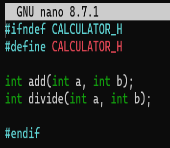 GNU nano 8.7.1
#ifndef CALCULATOR_H
#define CALCULATOR_H
int add(int a, int b);
int divide(int a, int b);
#endif